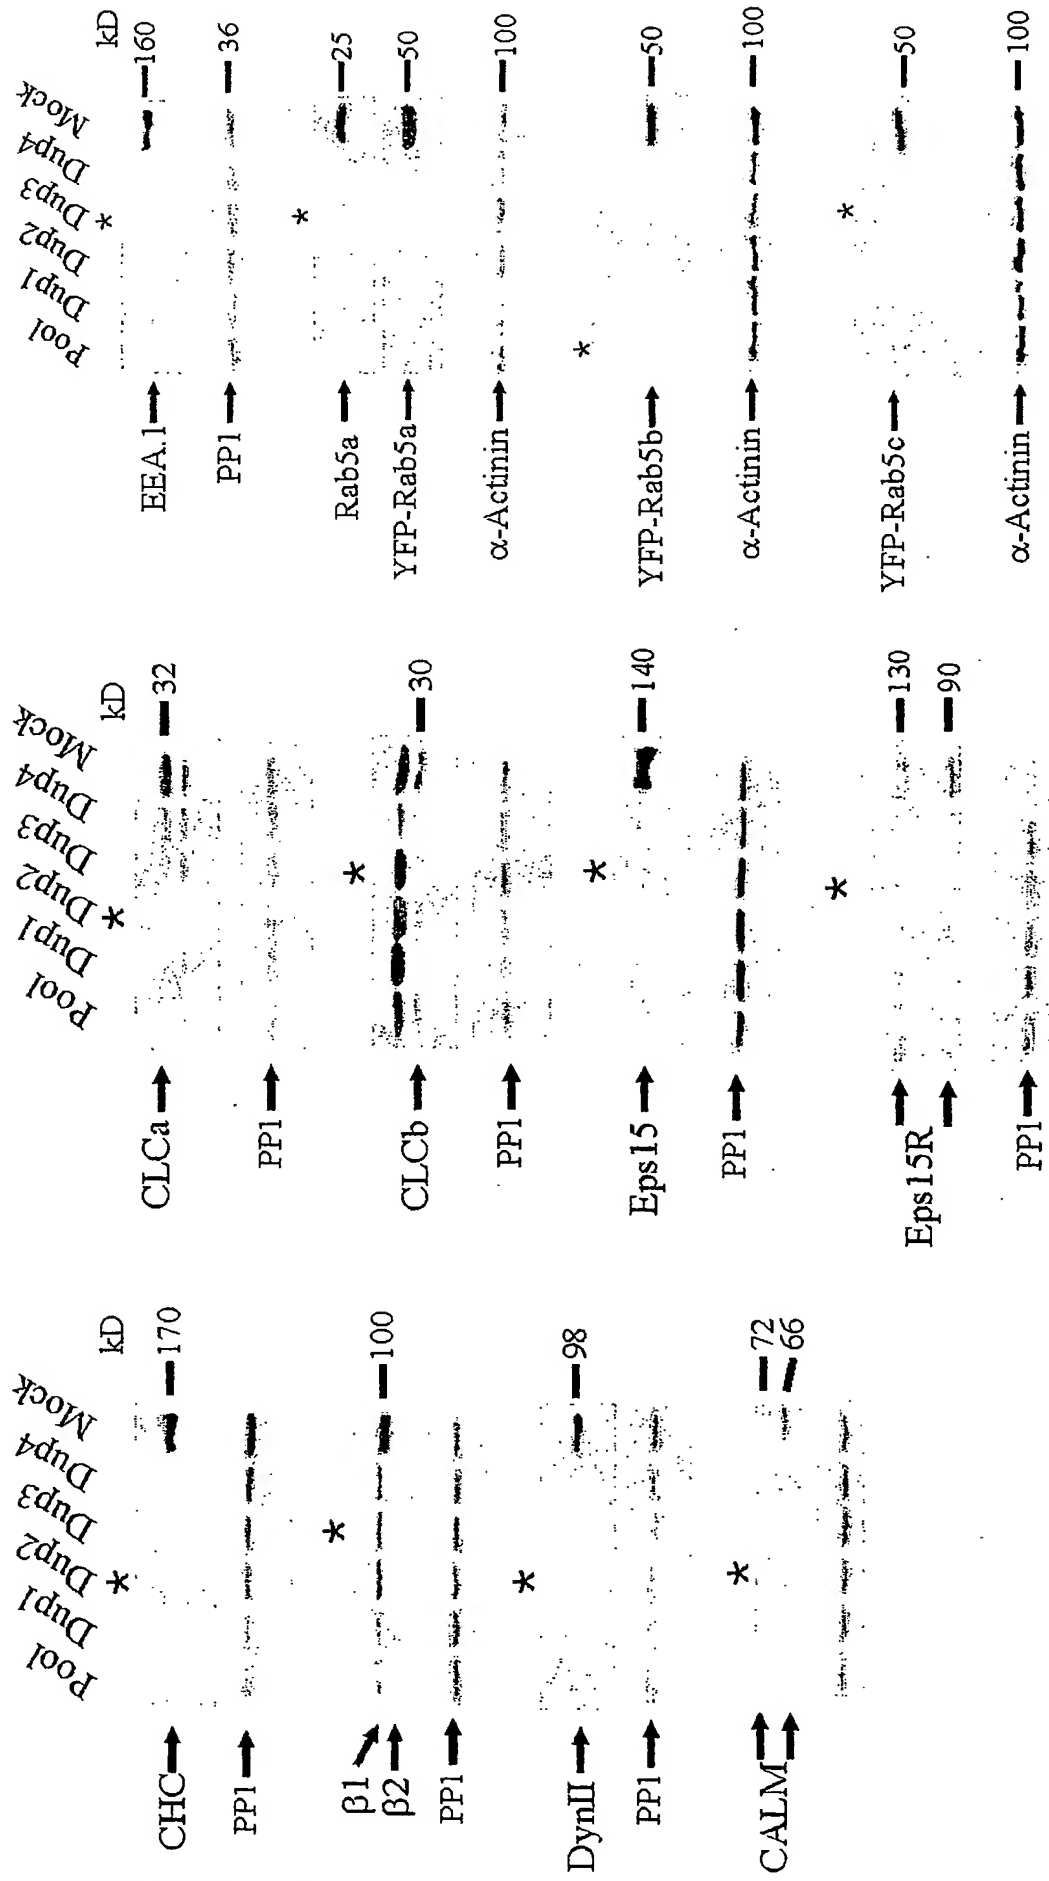 Pool Dup1 Dup2 Dup3 Dup4 Mock
* kD
CHC 170
PP1
*
β1 100
β2
PP1
*
DynII 98
PP1
*
CALM 72
66
Pool Dup1 Dup2 Dup3 Dup4 Mock
* kD
CLCa 32
PP1
*
CLCb 30
PP1
*
Eps15 140
PP1
*
Eps15R 130
90
PP1
Pool Dup1 Dup2 Dup3 Dup4 Mock
* kD
EEA.1 160
PP1 36
*
Rab5a 25
YFP-Rab5a 50
α-Actinin 100
*
YFP-Rab5b 50
α-Actinin 100
*
YFP-Rab5c 50
α-Actinin 100